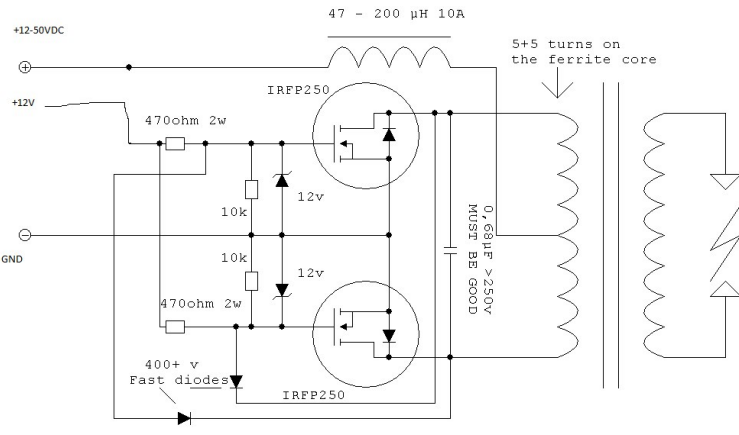 47 - 200 µH 10A
+12-50VDC
5+5 turns on
the ferrite core
IRFP250
+12V
470ohm 2w
12v
10k
0,68µF >250v
MUST BE GOOD
GND
10k
12v
470ohm 2w
400+ v
Fast diodes
IRFP250